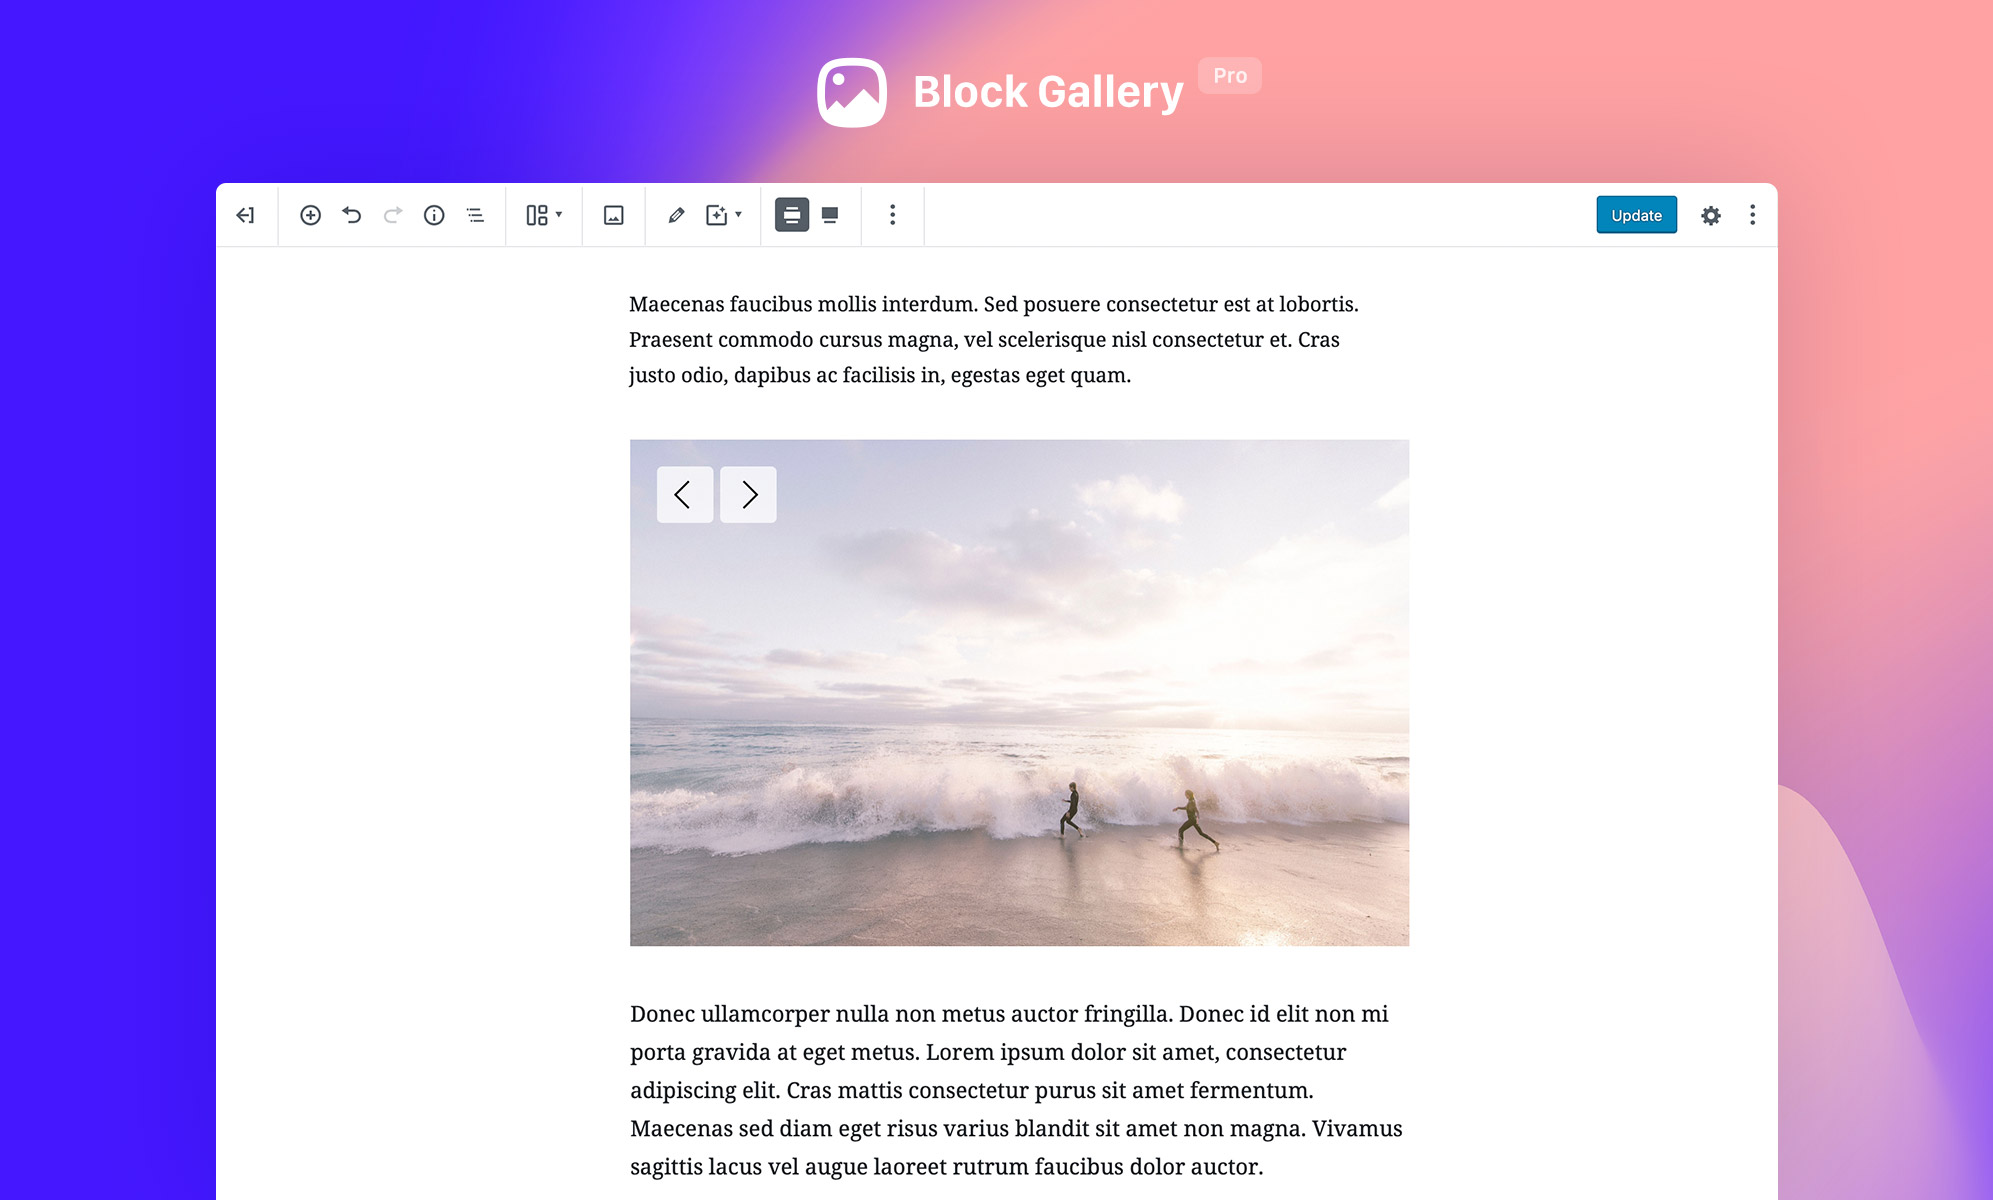 Block Gallery Pro
Update
Maecenas faucibus mollis interdum. Sed posuere consectetur est at lobortis.
Praesent commodo cursus magna, vel scelerisque nisl consectetur et. Cras
justo odio, dapibus ac facilisis in, egestas eget quam.
Donec ullamcorper nulla non metus auctor fringilla. Donec id elit non mi
porta gravida at eget metus. Lorem ipsum dolor sit amet, consectetur
adipiscing elit. Cras mattis consectetur purus sit amet fermentum.
Maecenas sed diam eget risus varius blandit sit amet non magna. Vivamus
sagittis lacus vel augue laoreet rutrum faucibus dolor auctor.